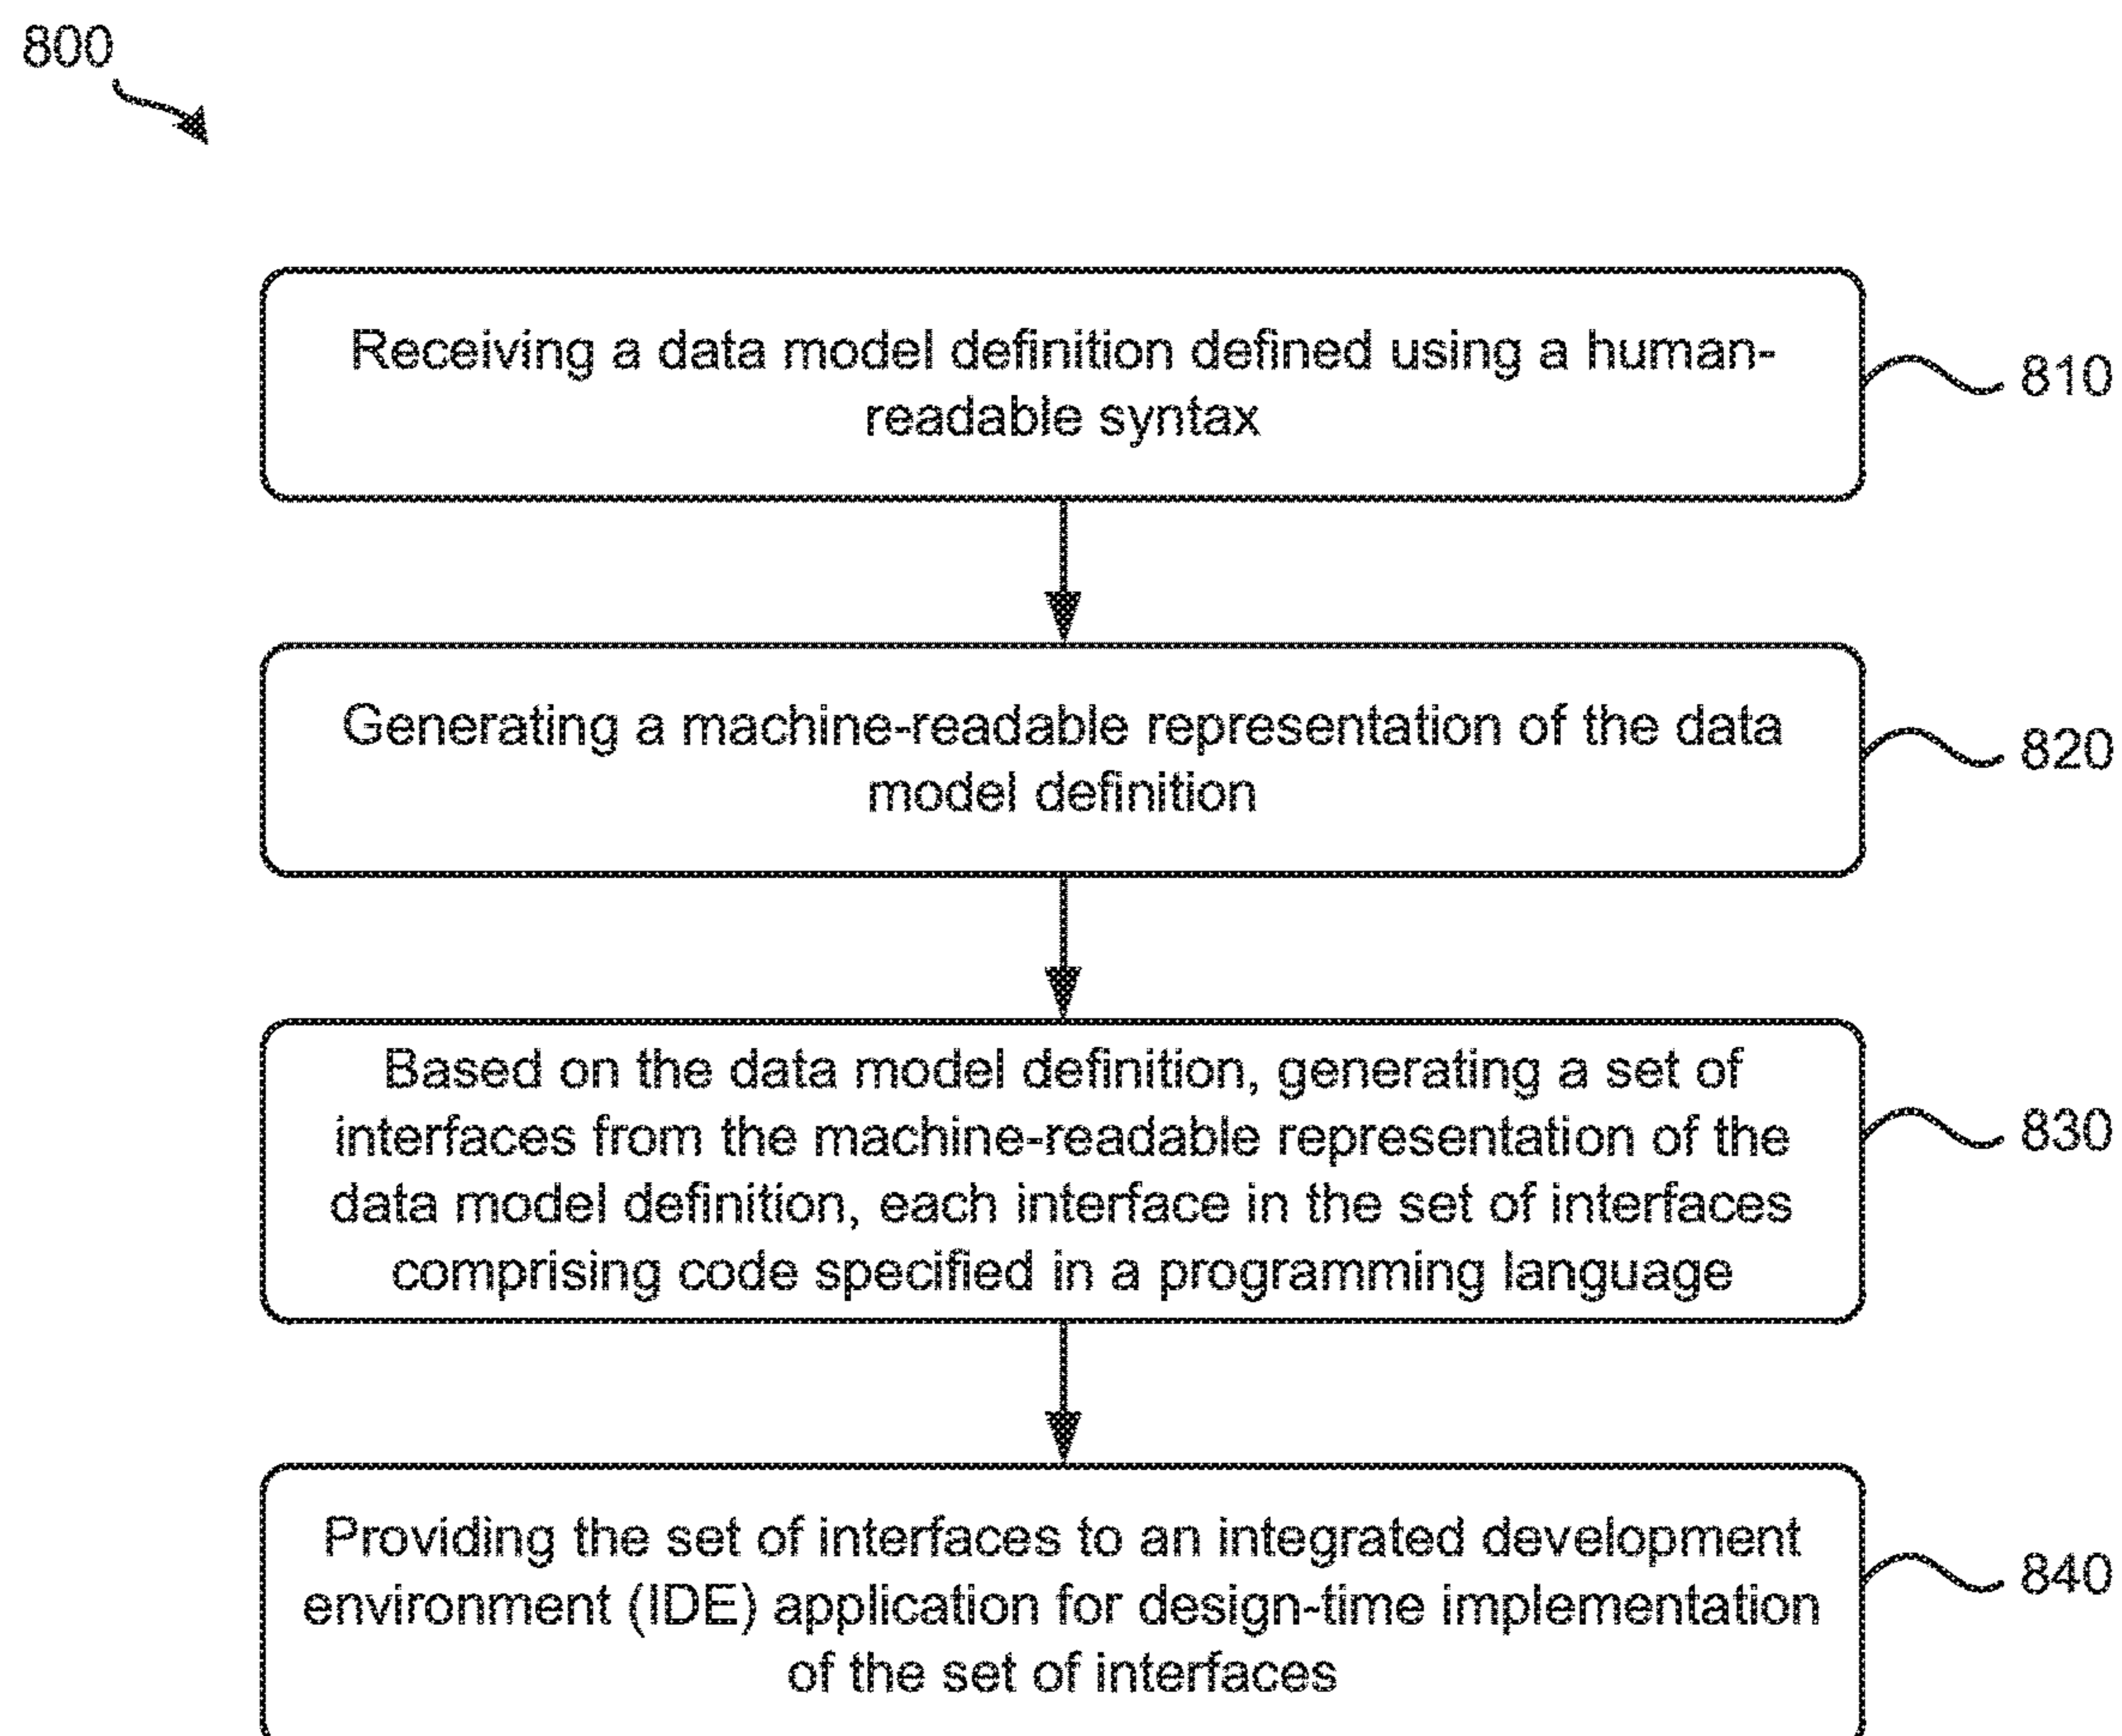 800
Receiving a data model definition defined using a human-
readable syntax
810
Generating a machine-readable representation of the data
model definition
820
Based on the data model definition, generating a set of
interfaces from the machine-readable representation of the
data model definition, each interface in the set of interfaces
comprising code specified in a programming language
830
Providing the set of interfaces to an integrated development
environment (IDE) application for design-time implementation
of the set of interfaces
840